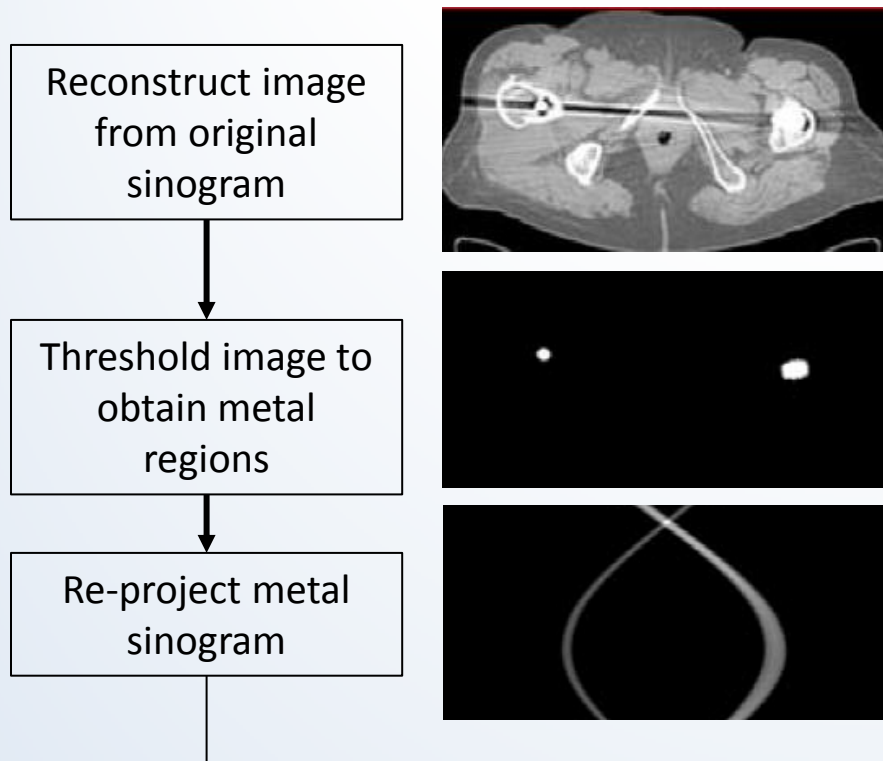 Reconstruct image
from original
sinogram
Threshold image to
obtain metal
regions
Re-project metal
sinogram